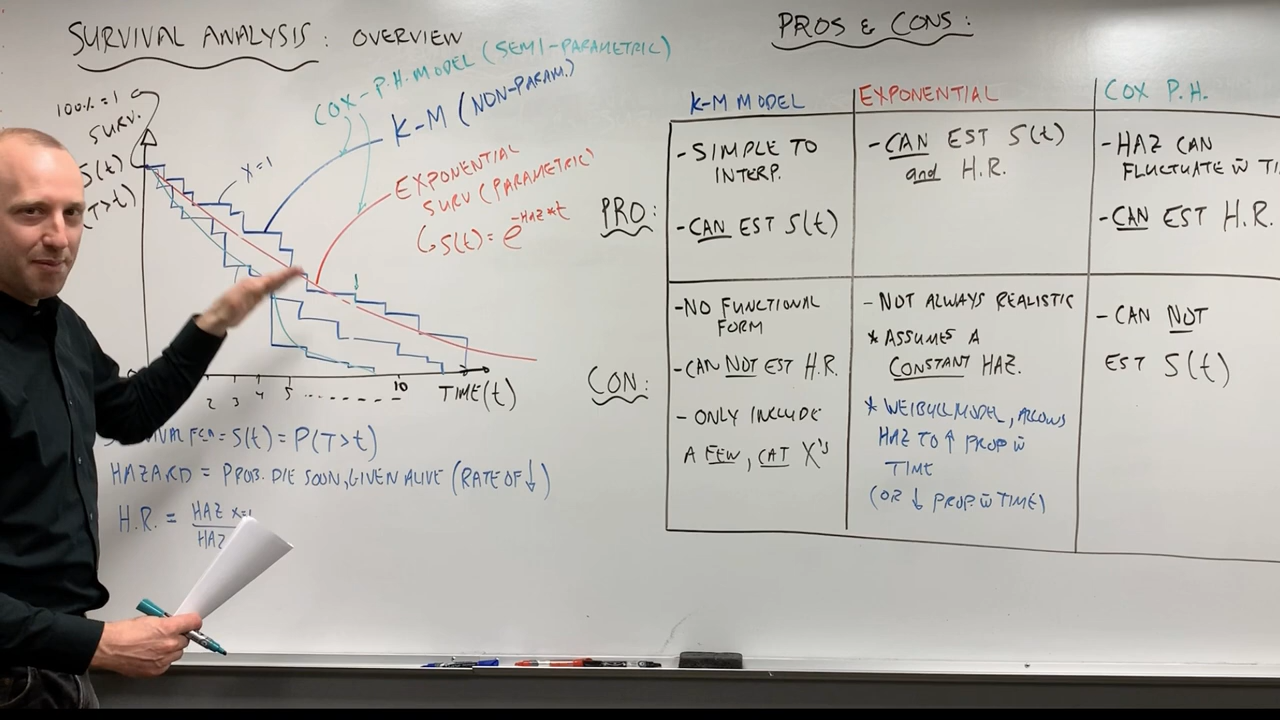 SURVIVAL ANALYSIS: OVERVIEW
COX-P.H. MODEL (SEMI-PARAMETRIC)
K-M (NON-PARAM.)
100% = 1
SURV.
S(t)
(T>t)
X=1
EXPONENTIAL
SURV (PARAMETRIC)
S(t) = e^-HAZ*t
2 3 4 5 -------- 10 TIME(t)
= S(t) = P(T>t)
HAZARD = PROB. DIE SOON, GIVEN ALIVE (RATE OF ↓)
H.R. = HAZ X=1
HAZ
PROS & CONS:
K-M MODEL EXPONENTIAL COX P.H.
PRO:
- SIMPLE TO
INTERP.
- CAN EST S(t)
- CAN EST S(t)
and H.R.
- HAZ CAN
FLUCTUATE w̄ TI
- CAN EST H.R.
CON:
- NO FUNCTIONAL
FORM
- CAN NOT EST H.R.
- ONLY INCLUDE
A FEW, CAT X's
- NOT ALWAYS REALISTIC
* ASSUMES A
CONSTANT HAZ.
* WEIBULL MODEL, ALLOWS
HAZ TO ↑ PROP w̄
TIME
(OR ↓ PROP w̄ TIME)
- CAN NOT
EST S(t)